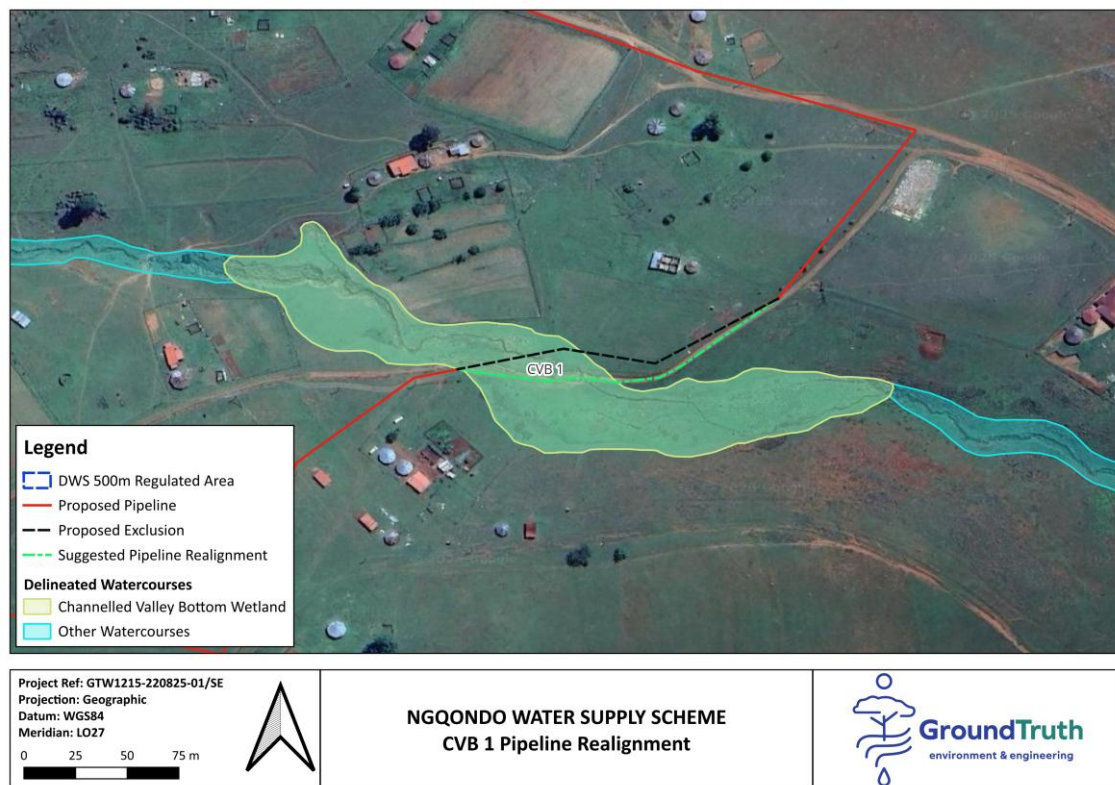 CVB 1
Legend
DWS 500m Regulated Area
Proposed Pipeline
Proposed Exclusion
Suggested Pipeline Realignment
Delineated Watercourses
Channelled Valley Bottom Wetland
Other Watercourses
Project Ref: GTW1215-220825-01/SE
Projection: Geographic
Datum: WGS84
Meridian: LO27
0 25 50 75 m
NGQONDO WATER SUPPLY SCHEME
CVB 1 Pipeline Realignment
GroundTruth
environment & engineering